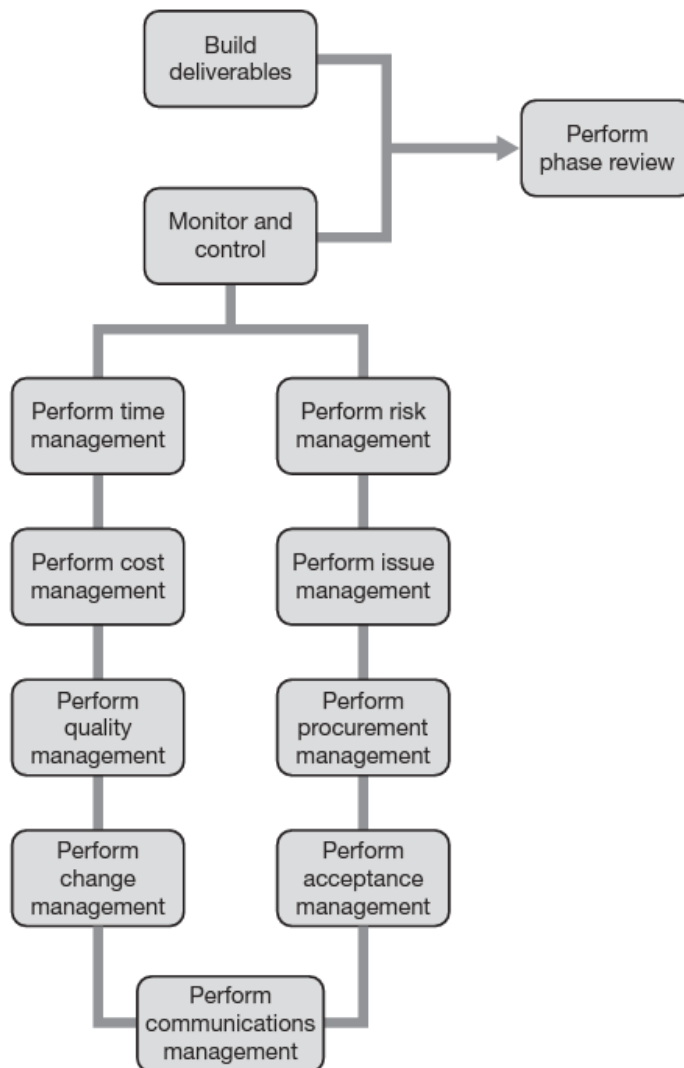 Build
deliverables
Perform
phase review
Monitor and
control
Perform time
management
Perform risk
management
Perform cost
management
Perform issue
management
Perform
quality
management
Perform
procurement
management
Perform
change
management
Perform
acceptance
management
Perform
communications
management